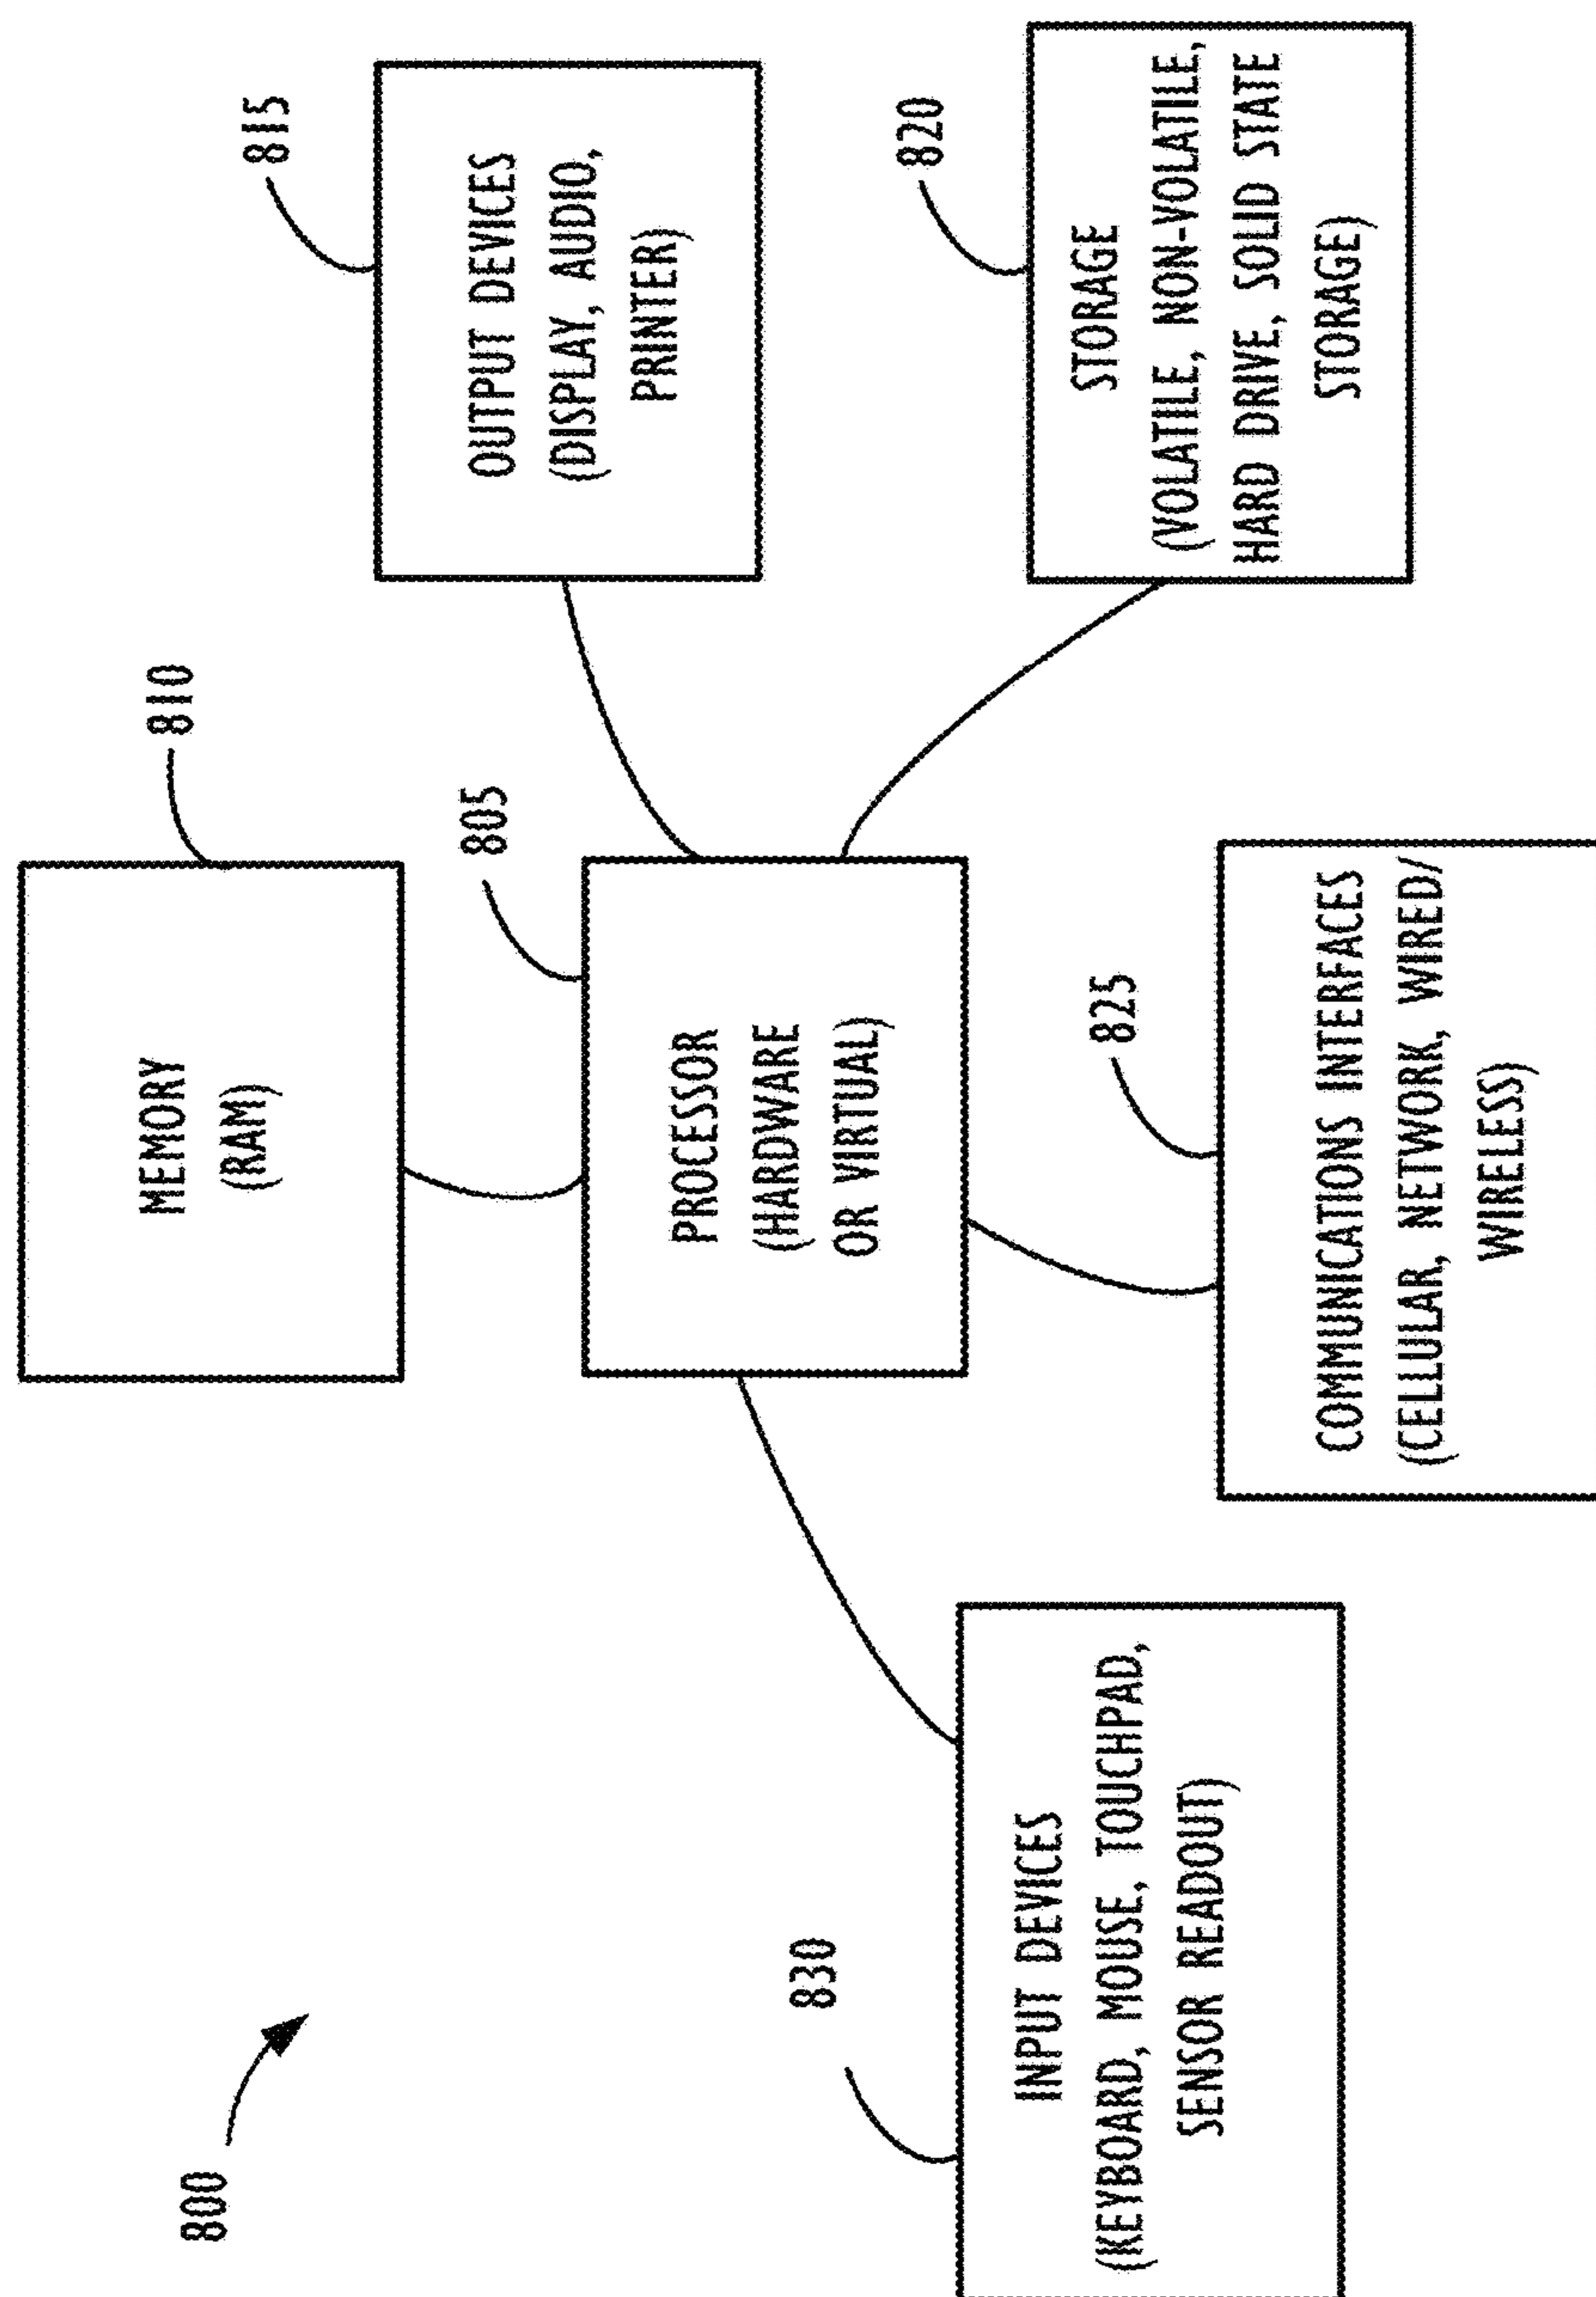 800
810
MEMORY
(RAM)
815
OUTPUT DEVICES
(DISPLAY, AUDIO,
PRINTER)
805
PROCESSOR
(HARDWARE
OR VIRTUAL)
830
INPUT DEVICES
(KEYBOARD, MOUSE, TOUCHPAD,
SENSOR READOUT)
825
COMMUNICATIONS INTERFACES
(CELLULAR, NETWORK, WIRED/
WIRELESS)
820
STORAGE
(VOLATILE, NON-VOLATILE,
HARD DRIVE, SOLID STATE
STORAGE)